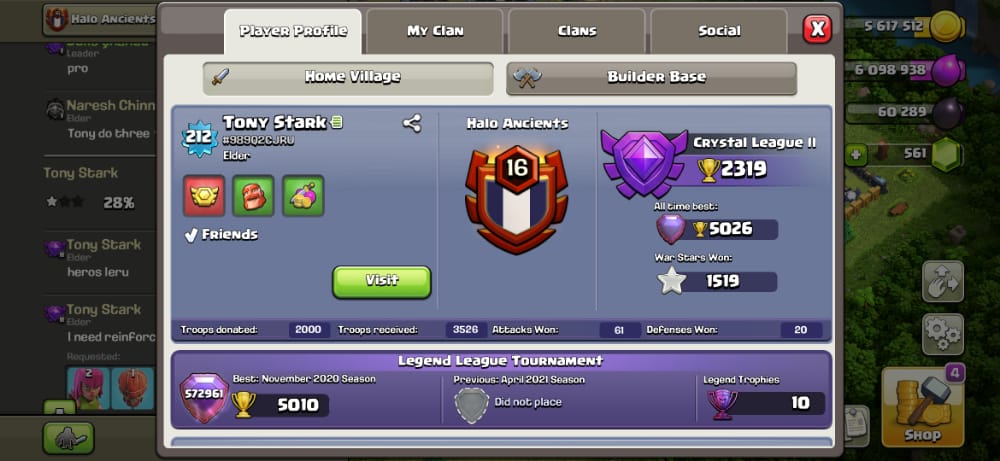 Halo Ancients
Leader
pro
Naresh Chinn
Elder
Tony do three
Tony Stark
28%
Tony Stark
Elder
heros leru
Tony Stark
Elder
I need reinforc
Requested:
2
1
Player Profile
My Clan
Clans
Social
X
Home Village
Builder Base
212
Tony Stark
#989Q2CJRU
Elder
Friends
Visit
Halo Ancients
16
Crystal League II
2319
All time best:
5026
War Stars Won:
1519
Troops donated: 2000 Troops received: 3526 Attacks Won: 61 Defenses Won: 20
Legend League Tournament
572961
Best: November 2020 Season
5010
Previous: April 2021 Season
Did not place
Legend Trophies
10
5 617 512
6 098 938
60 289
561
4
Shop